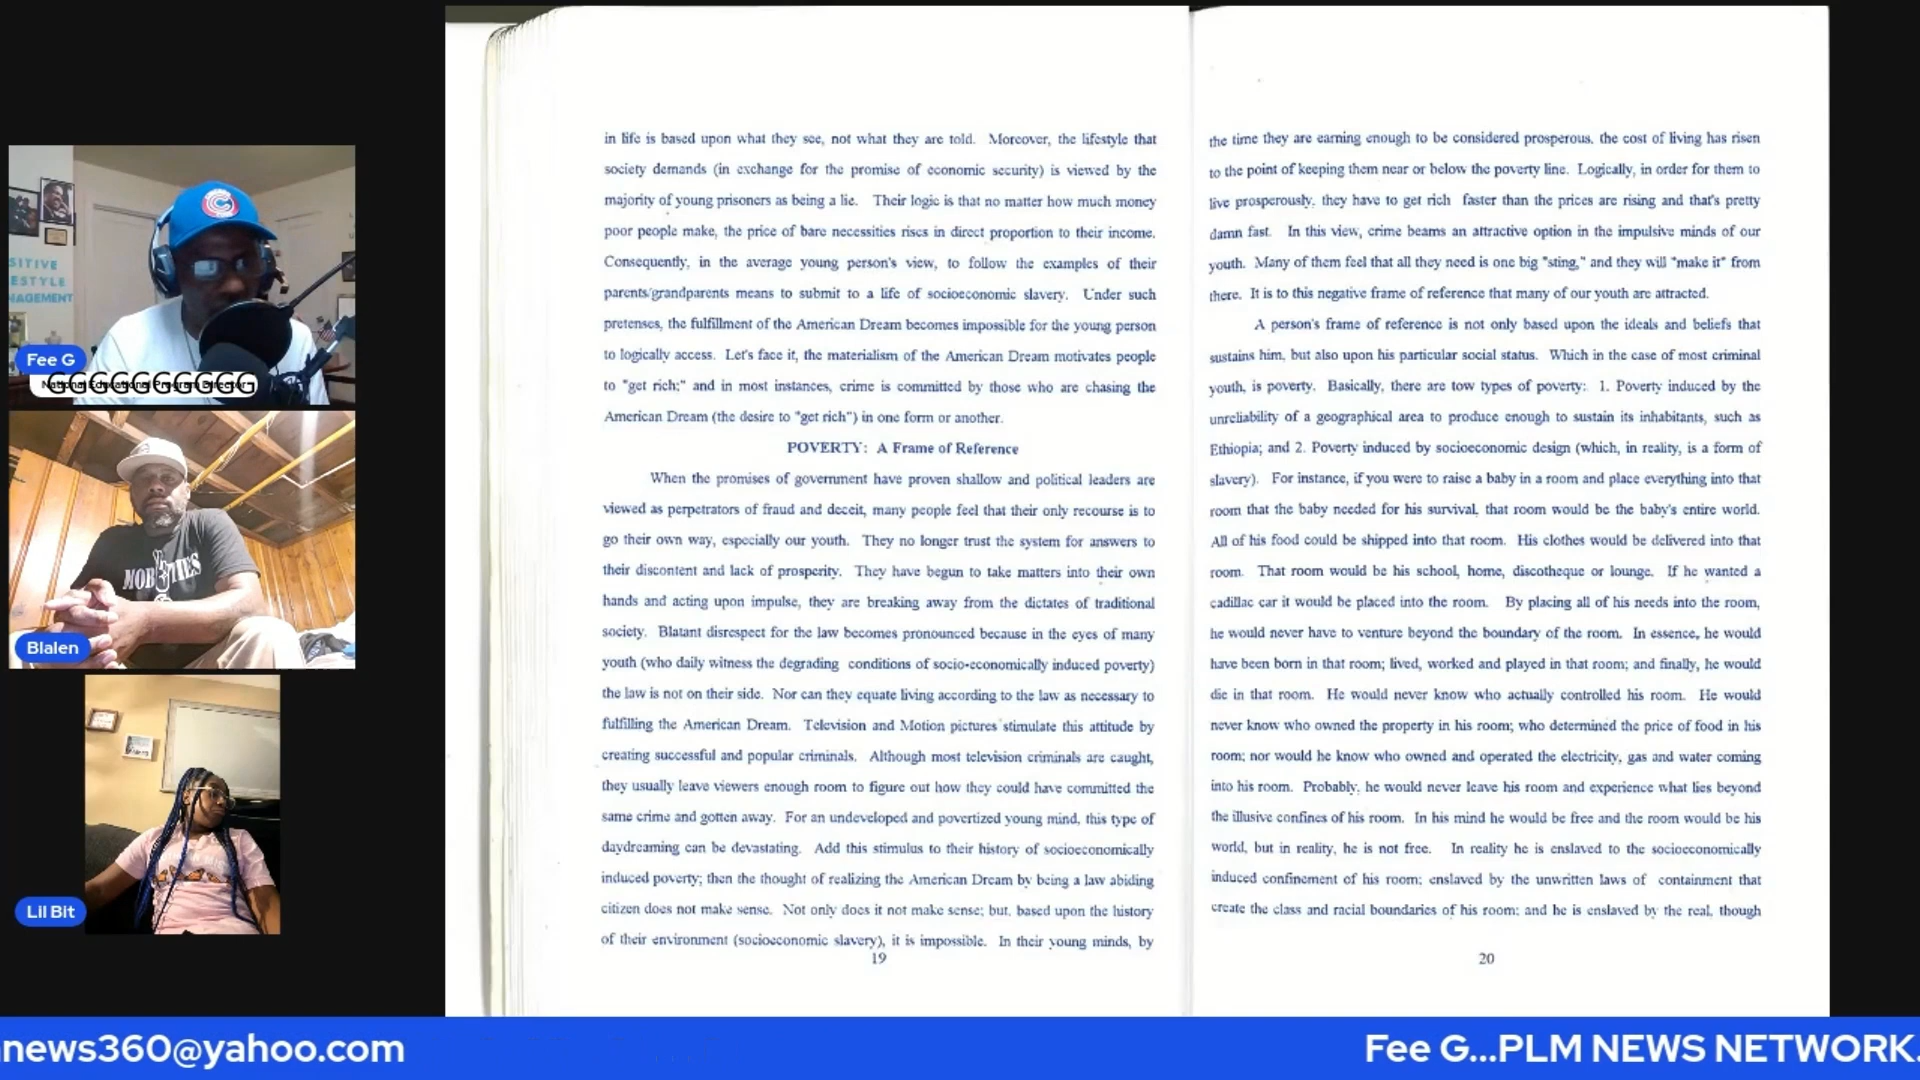 SITIVE
ESTYLE
NAGEMENT
Fee G
National Educational Program Director
GGGGGGGGGG
Blalen
Lil Bit
in life is based upon what they see, not what they are told. Moreover, the lifestyle that
society demands (in exchange for the promise of economic security) is viewed by the
majority of young prisoners as being a lie. Their logic is that no matter how much money
poor people make, the price of bare necessities rises in direct proportion to their income.
Consequently, in the average young person's view, to follow the examples of their
parents/grandparents means to submit to a life of socioeconomic slavery. Under such
pretenses, the fulfillment of the American Dream becomes impossible for the young person
to logically access. Let's face it, the materialism of the American Dream motivates people
to "get rich;" and in most instances, crime is committed by those who are chasing the
American Dream (the desire to "get rich") in one form or another.
POVERTY: A Frame of Reference
When the promises of government have proven shallow and political leaders are
viewed as perpetrators of fraud and deceit, many people feel that their only recourse is to
go their own way, especially our youth. They no longer trust the system for answers to
their discontent and lack of prosperity. They have begun to take matters into their own
hands and acting upon impulse, they are breaking away from the dictates of traditional
society. Blatant disrespect for the law becomes pronounced because in the eyes of many
youth (who daily witness the degrading conditions of socio-economically induced poverty)
the law is not on their side. Nor can they equate living according to the law as necessary to
fulfilling the American Dream. Television and Motion pictures stimulate this attitude by
creating successful and popular criminals. Although most television criminals are caught,
they usually leave viewers enough room to figure out how they could have committed the
same crime and gotten away. For an undeveloped and povertized young mind, this type of
daydreaming can be devastating. Add this stimulus to their history of socioeconomically
induced poverty; then the thought of realizing the American Dream by being a law abiding
citizen does not make sense. Not only does it not make sense; but, based upon the history
of their environment (socioeconomic slavery), it is impossible. In their young minds, by
19
the time they are earning enough to be considered prosperous, the cost of living has risen
to the point of keeping them near or below the poverty line. Logically, in order for them to
live prosperously, they have to get rich faster than the prices are rising and that's pretty
damn fast. In this view, crime beams an attractive option in the impulsive minds of our
youth. Many of them feel that all they need is one big "sting," and they will "make it" from
there. It is to this negative frame of reference that many of our youth are attracted.
A person's frame of reference is not only based upon the ideals and beliefs that
sustains him, but also upon his particular social status. Which in the case of most criminal
youth, is poverty. Basically, there are tow types of poverty: 1. Poverty induced by the
unreliability of a geographical area to produce enough to sustain its inhabitants, such as
Ethiopia; and 2. Poverty induced by socioeconomic design (which, in reality, is a form of
slavery). For instance, if you were to raise a baby in a room and place everything into that
room that the baby needed for his survival, that room would be the baby's entire world.
All of his food could be shipped into that room. His clothes would be delivered into that
room. That room would be his school, home, discotheque or lounge. If he wanted a
cadillac car it would be placed into the room. By placing all of his needs into the room,
he would never have to venture beyond the boundary of the room. In essence, he would
have been born in that room; lived, worked and played in that room; and finally, he would
die in that room. He would never know who actually controlled his room. He would
never know who owned the property in his room; who determined the price of food in his
room; nor would he know who owned and operated the electricity, gas and water coming
into his room. Probably, he would never leave his room and experience what lies beyond
the illusive confines of his room. In his mind he would be free and the room would be his
world, but in reality, he is not free. In reality he is enslaved to the socioeconomically
induced confinement of his room; enslaved by the unwritten laws of containment that
create the class and racial boundaries of his room; and he is enslaved by the real, though
20
news360@yahoo.com
Fee G...PLM NEWS NETWORK.